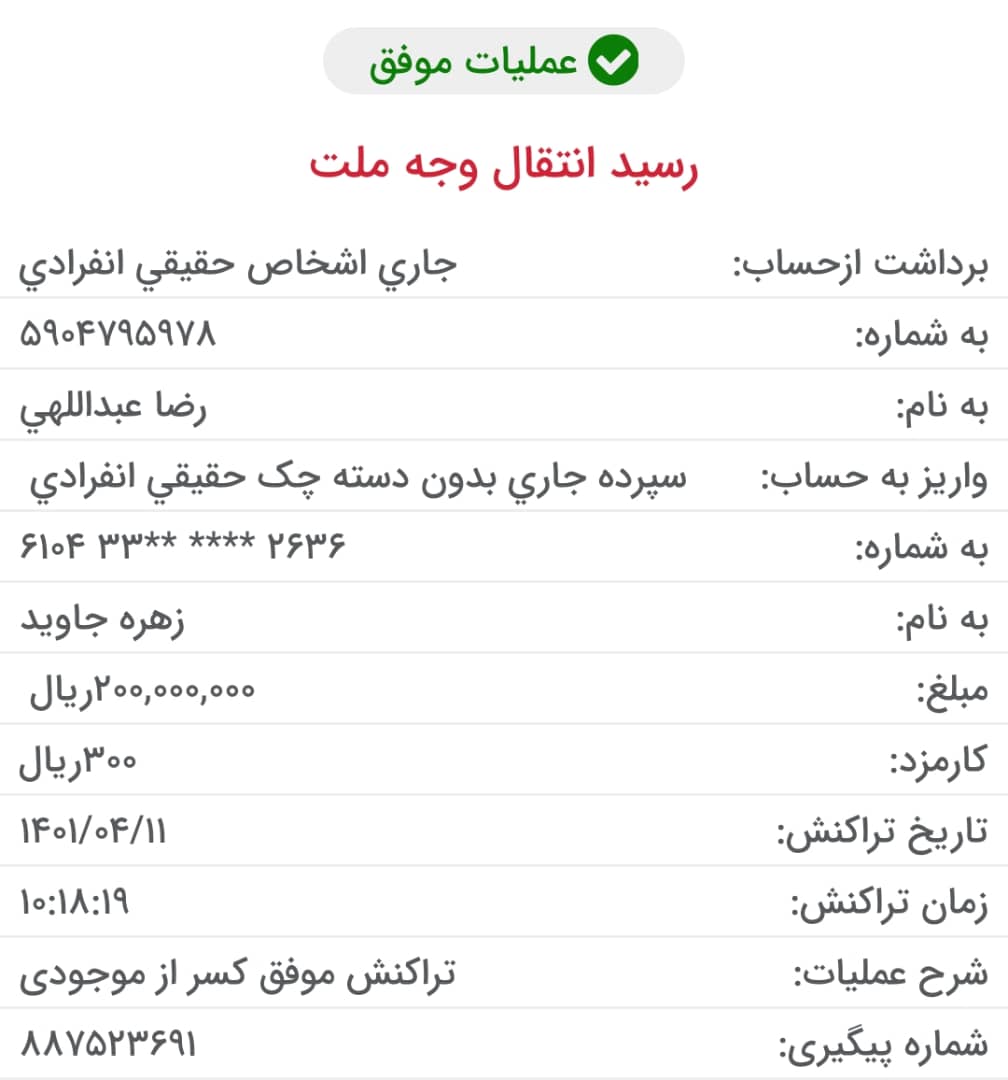 عملیات موفق
رسید انتقال وجه ملت
برداشت ازحساب: جاري اشخاص حقيقي انفرادي
به شماره: ۵۹۰۴۷۹۵۹۷۸
به نام: رضا عبداللهي
واریز به حساب: سپرده جاري بدون دسته چک حقيقي انفرادي
به شماره: ۶۱۰۴ ۳۳** **** ۲۶۳۶
به نام: زهره جاوید
مبلغ: ۲۰۰,۰۰۰,۰۰۰ریال
کارمزد: ۳۰۰ریال
تاریخ تراکنش: ۱۴۰۱/۰۴/۱۱
زمان تراکنش: ۱۰:۱۸:۱۹
شرح عملیات: تراکنش موفق کسر از موجودی
شماره پیگیری: ۸۸۷۵۲۳۶۹۱